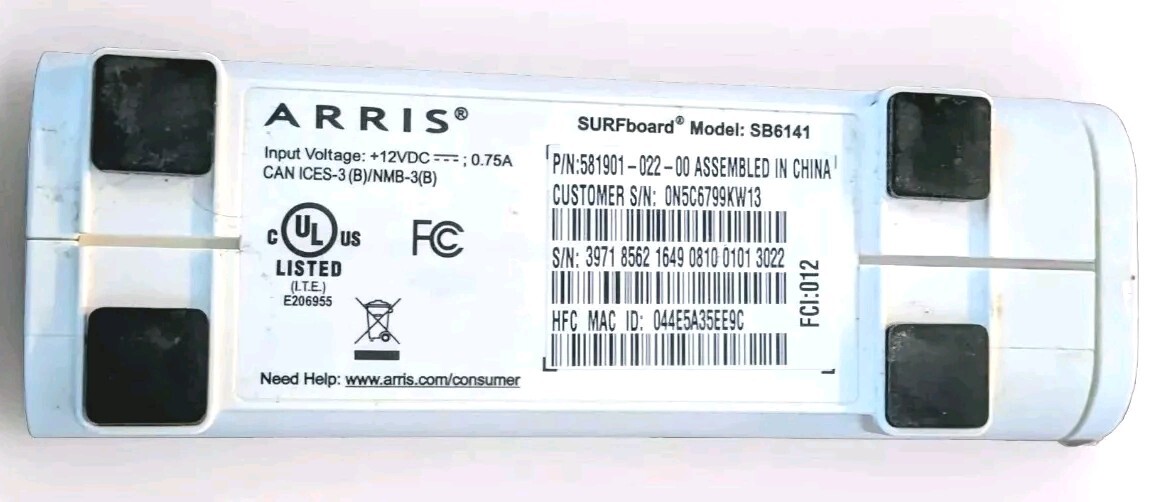 ARRIS®
Input Voltage: +12VDC ⎓ ; 0.75A
CAN ICES-3 (B)/NMB-3(B)
C UL® US
LISTED
(I.T.E.)
E206955
FC
Need Help: www.arris.com/consumer
SURFboard® Model: SB6141
P/N:581901-022-00 ASSEMBLED IN CHINA
CUSTOMER S/N: 0N5C6799KW13
S/N: 3971 8562 1649 0810 0101 3022
HFC MAC ID: 044E5A35EE9C
FCI:012